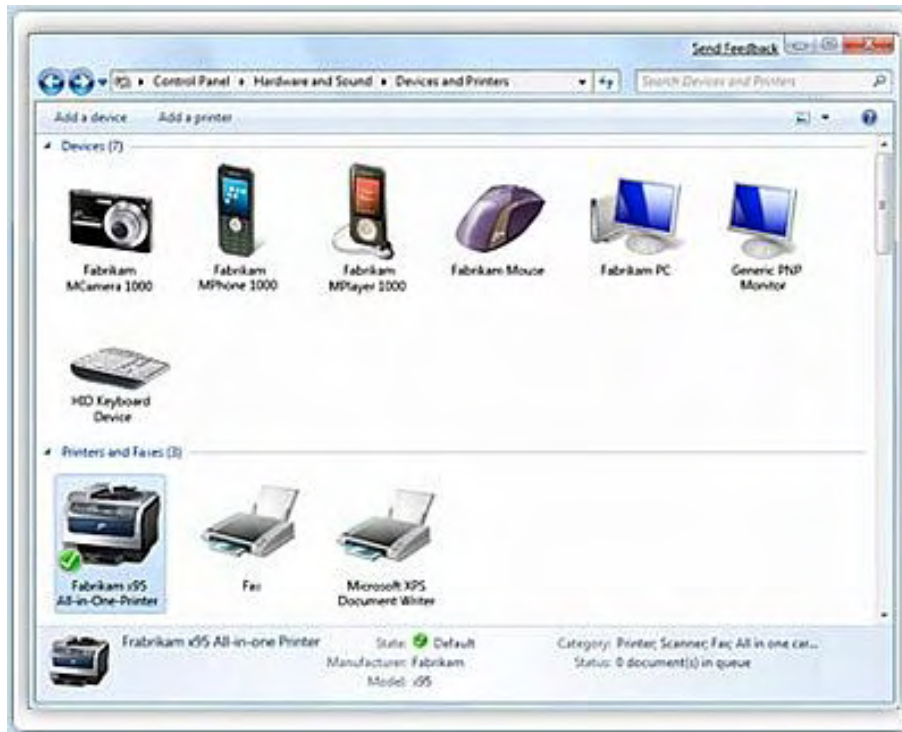 Send Feedback
Control Panel Hardware and Sound Devices and Printers
Search Devices and Printers
Add a device Add a printer
Devices (7)
Fabrikam
MCamera 1000
Fabrikam
MPhone 1000
Fabrikam
MPlayer 1000
Fabrikam Mouse
Fabrikam PC
Generic PNP
Monitor
HID Keyboard
Device
Printers and Faxes (3)
Fabrikam x95
All-in-One-Printer
Fax
Microsoft XPS
Document Writer
Frabrikam x95 All-in-one Printer
State: Default
Manufacturer: Fabrikam
Model: x95
Category: Printer; Scanner; Fax; All in one car...
Status: 0 document(s) in queue